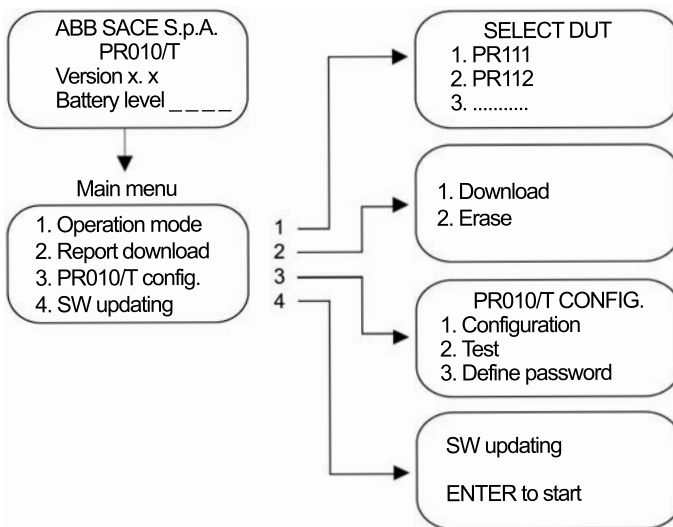 ABB SACE S.p.A.
PR010/T
Version x. x
Battery level _ _ _ _
Main menu
1. Operation mode
2. Report download
3. PR010/T config.
4. SW updating
1
2
3
4
SELECT DUT
1. PR111
2. PR112
3. ...........
1. Download
2. Erase
PR010/T CONFIG.
1. Configuration
2. Test
3. Define password
SW updating
ENTER to start